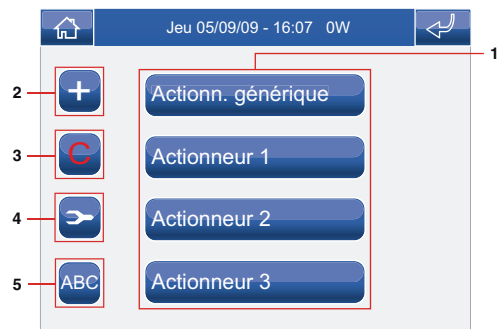 Jeu 05/09/09 - 16:07 0W
1
2
+
Actionn. générique
3
C
Actionneur 1
4
Actionneur 2
5
ABC
Actionneur 3